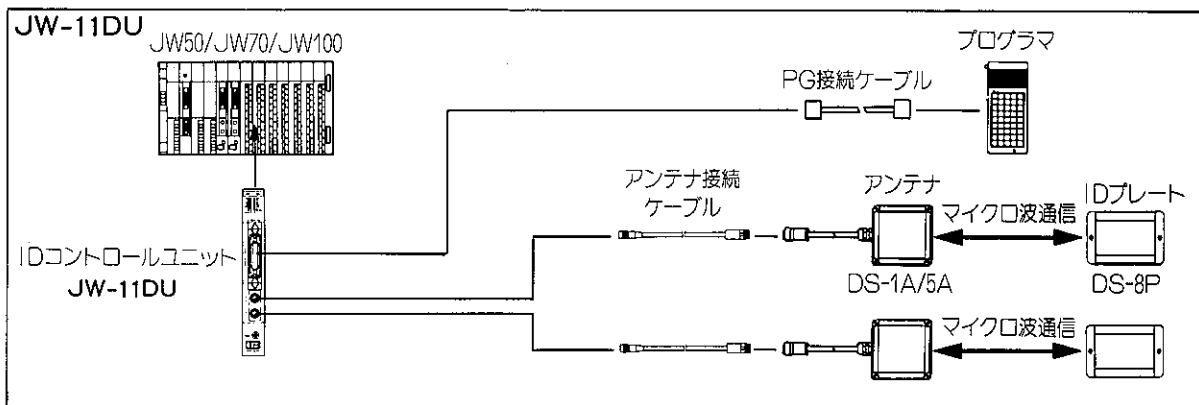 JW-11DU
JW50/JW70/JW100
プログラマ
PG接続ケーブル
アンテナ接続
ケーブル
アンテナ
マイクロ波通信
IDプレート
IDコントロールユニット
JW-11DU
DS-1A/5A
DS-8P
マイクロ波通信